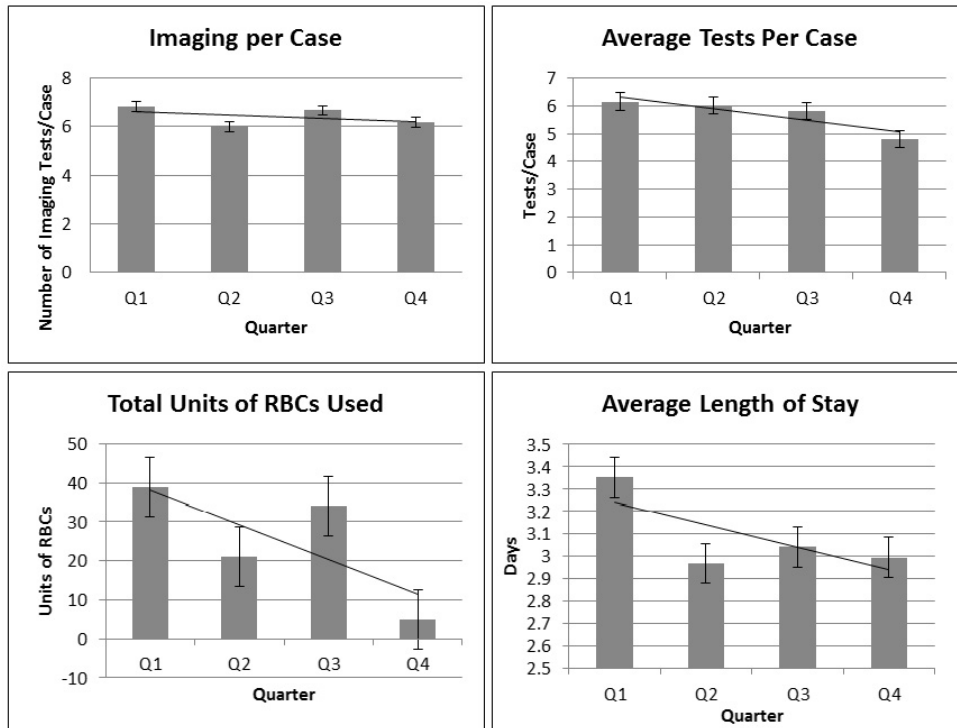 Imaging per Case
Number of Imaging Tests/Case
8
6
4
2
0
Q1 Q2 Q3 Q4
Quarter
Average Tests Per Case
Tests/Case
7
6
5
4
3
2
1
0
Q1 Q2 Q3 Q4
Quarter
Total Units of RBCs Used
Units of RBCs
50
40
30
20
10
0
-10
Q1 Q2 Q3 Q4
Quarter
Average Length of Stay
Days
3.5
3.4
3.3
3.2
3.1
3
2.9
2.8
2.7
2.6
2.5
Q1 Q2 Q3 Q4
Quarter